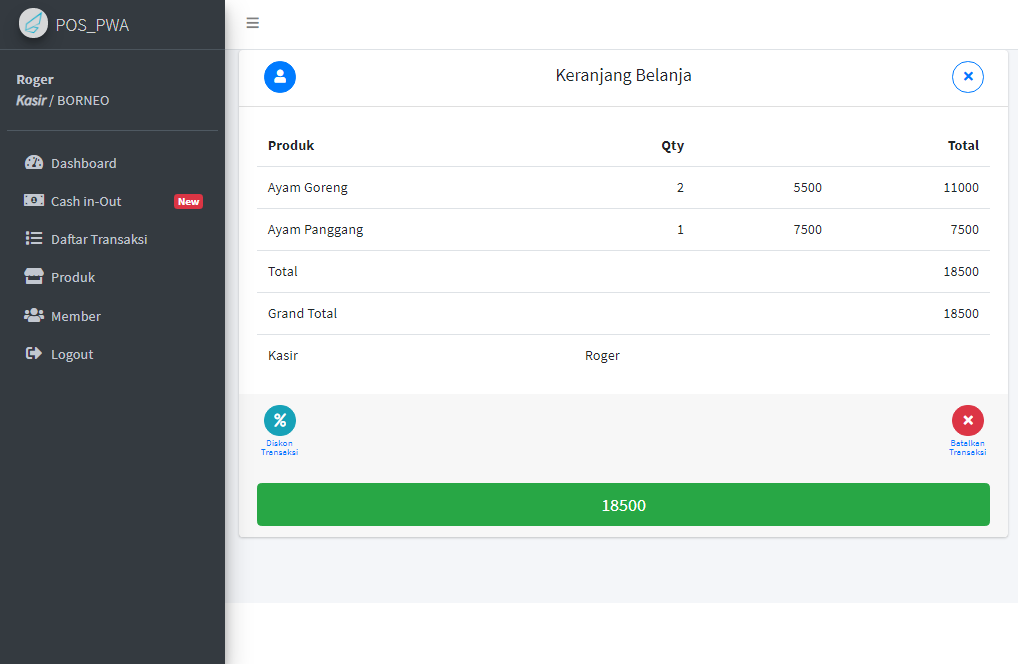 POS_PWA
Roger
Kasir / BORNEO
Dashboard
Cash in-Out New
Daftar Transaksi
Produk
Member
Logout
Keranjang Belanja
Produk Qty Total
Ayam Goreng 2 5500 11000
Ayam Panggang 1 7500 7500
Total 18500
Grand Total 18500
Kasir Roger
Diskon
Transaksi
Batalkan
Transaksi
18500